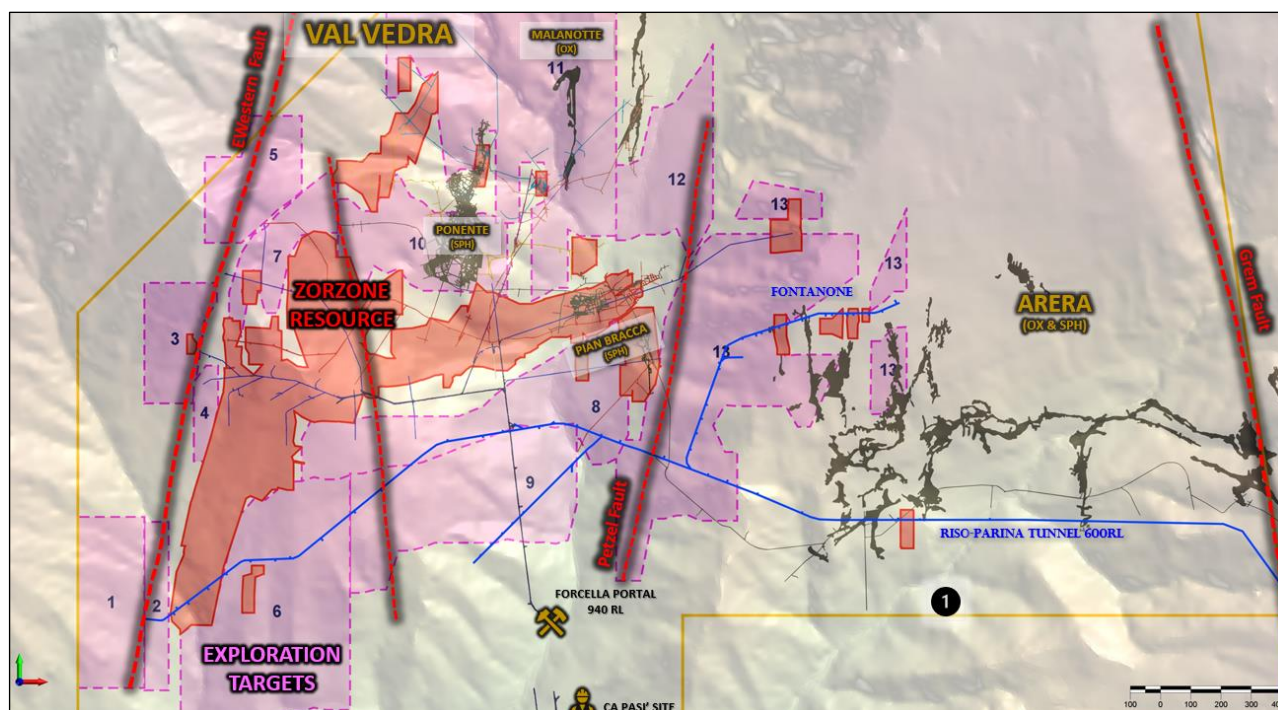 VAL VEDRA
MALANOTTE
(OX)
11
EWestern Fault
5
12
13
7
10
PONENTE
(SPH)
13
FONTANONE
ZORZONE
RESOURCE
ARERA
(OX & SPH)
Grem Fault
3
PIAN BRACCA
(SPH)
13
13
4
8
9
Petzel Fault
RISO-PARINA TUNNEL 600RL
1
2
6
FORCELLA PORTAL
940 RL
1
EXPLORATION
TARGETS
CA PASI' SITE
100 0 100 200 300